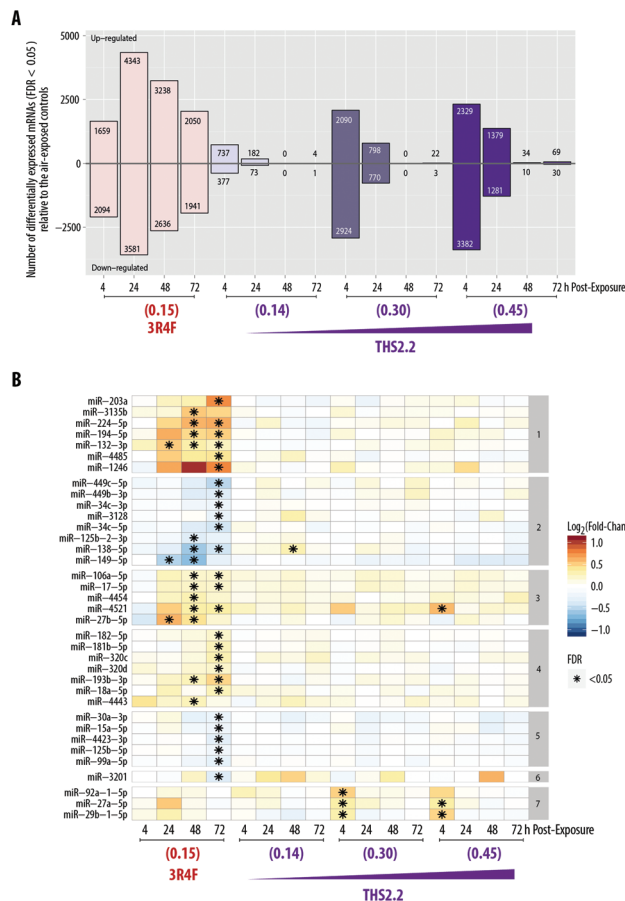 A
Number of differentially expressed mRNAs (FDR < 0.05)
relative to the air-exposed controls
5000
2500
0
−2500
Up-regulated
1659 4343 3238 2050 737 182 0 4 2090 798 0 22 2329 1379 34 69
2094 3581 2636 1941 377 73 0 1 2924 770 0 3 3382 1281 10 30
Down-regulated
4 24 48 72 4 24 48 72 4 24 48 72 4 24 48 72 h Post-Exposure
(0.15) (0.14) (0.30) (0.45)
3R4F
THS2.2
B
miR−203a
miR−3135b
miR−224−5p
miR−194−5p
miR−132−3p
miR−4485
miR−1246
1
miR−449c−5p
miR−449b−3p
miR−34c−3p
miR−3128
miR−34c−5p
miR−125b−2−3p
miR−138−5p
miR−149−5p
2
miR−106a−5p
miR−17−5p
miR−4454
miR−4521
miR−27b−5p
3
miR−182−5p
miR−181b−5p
miR−320c
miR−320d
miR−193b−3p
miR−18a−5p
miR−4443
4
miR−30a−3p
miR−15a−5p
miR−4423−3p
miR−125b−5p
miR−99a−5p
5
miR−3201
6
miR−92a−1−5p
miR−27a−5p
miR−29b−1−5p
7
Log2(Fold-Chan
1.0
0.5
0.0
−0.5
−1.0
FDR
* <0.05
4 24 48 72 4 24 48 72 4 24 48 72 4 24 48 72 h Post-Exposure
(0.15) (0.14) (0.30) (0.45)
3R4F
THS2.2